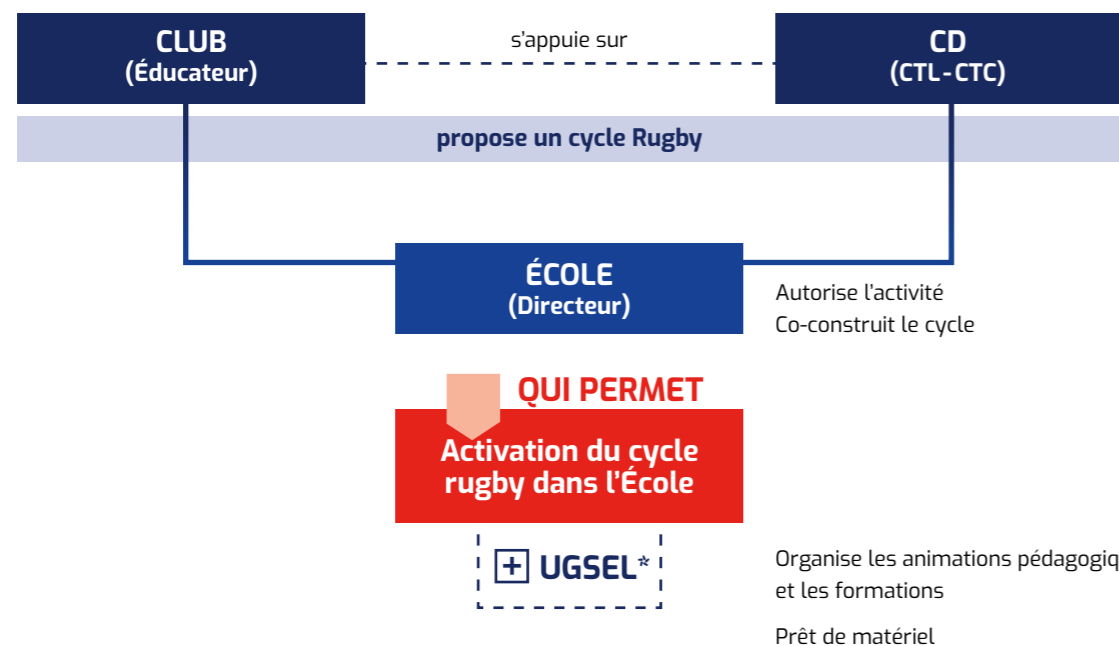 CLUB
(Éducateur)
s'appuie sur
CD
(CTL-CTC)
propose un cycle Rugby
ÉCOLE
(Directeur)
Autorise l'activité
Co-construit le cycle
QUI PERMET
Activation du cycle
rugby dans l'École
+ UGSEL*
Organise les animations pédagogiq
et les formations
Prêt de matériel